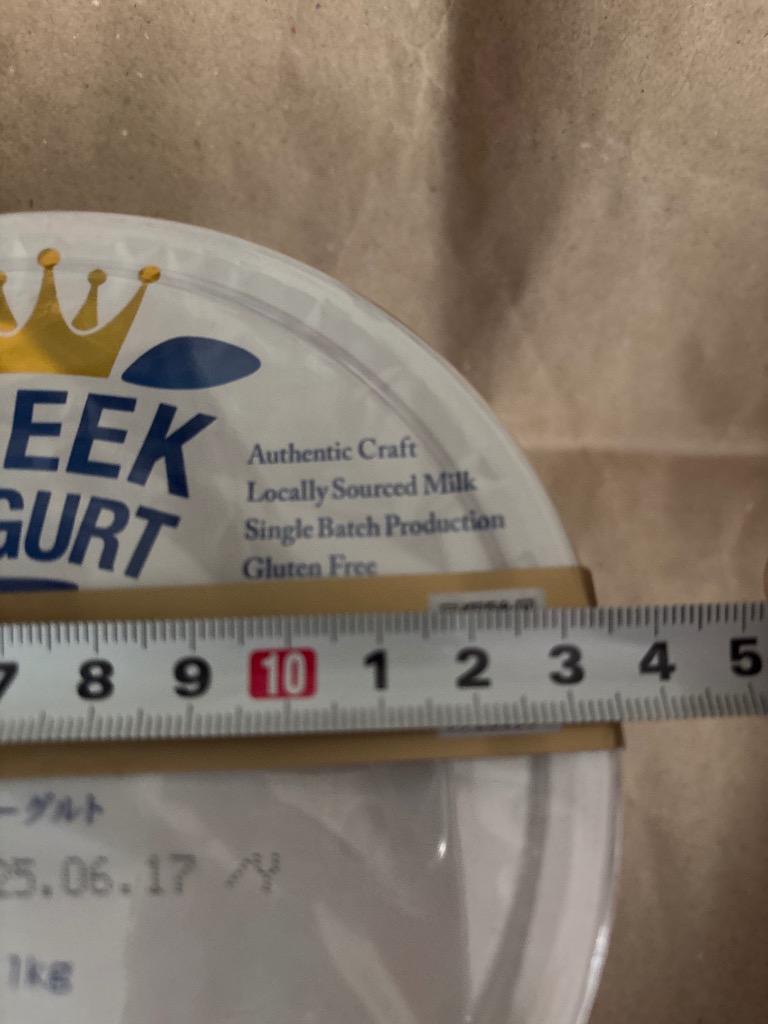 EEK
GURT
Authentic Craft
Locally Sourced Milk
Single Batch Production
Gluten Free
7 8 9 10 1 2 3 4 5
ーグルト
25.06.17 /Y
1kg